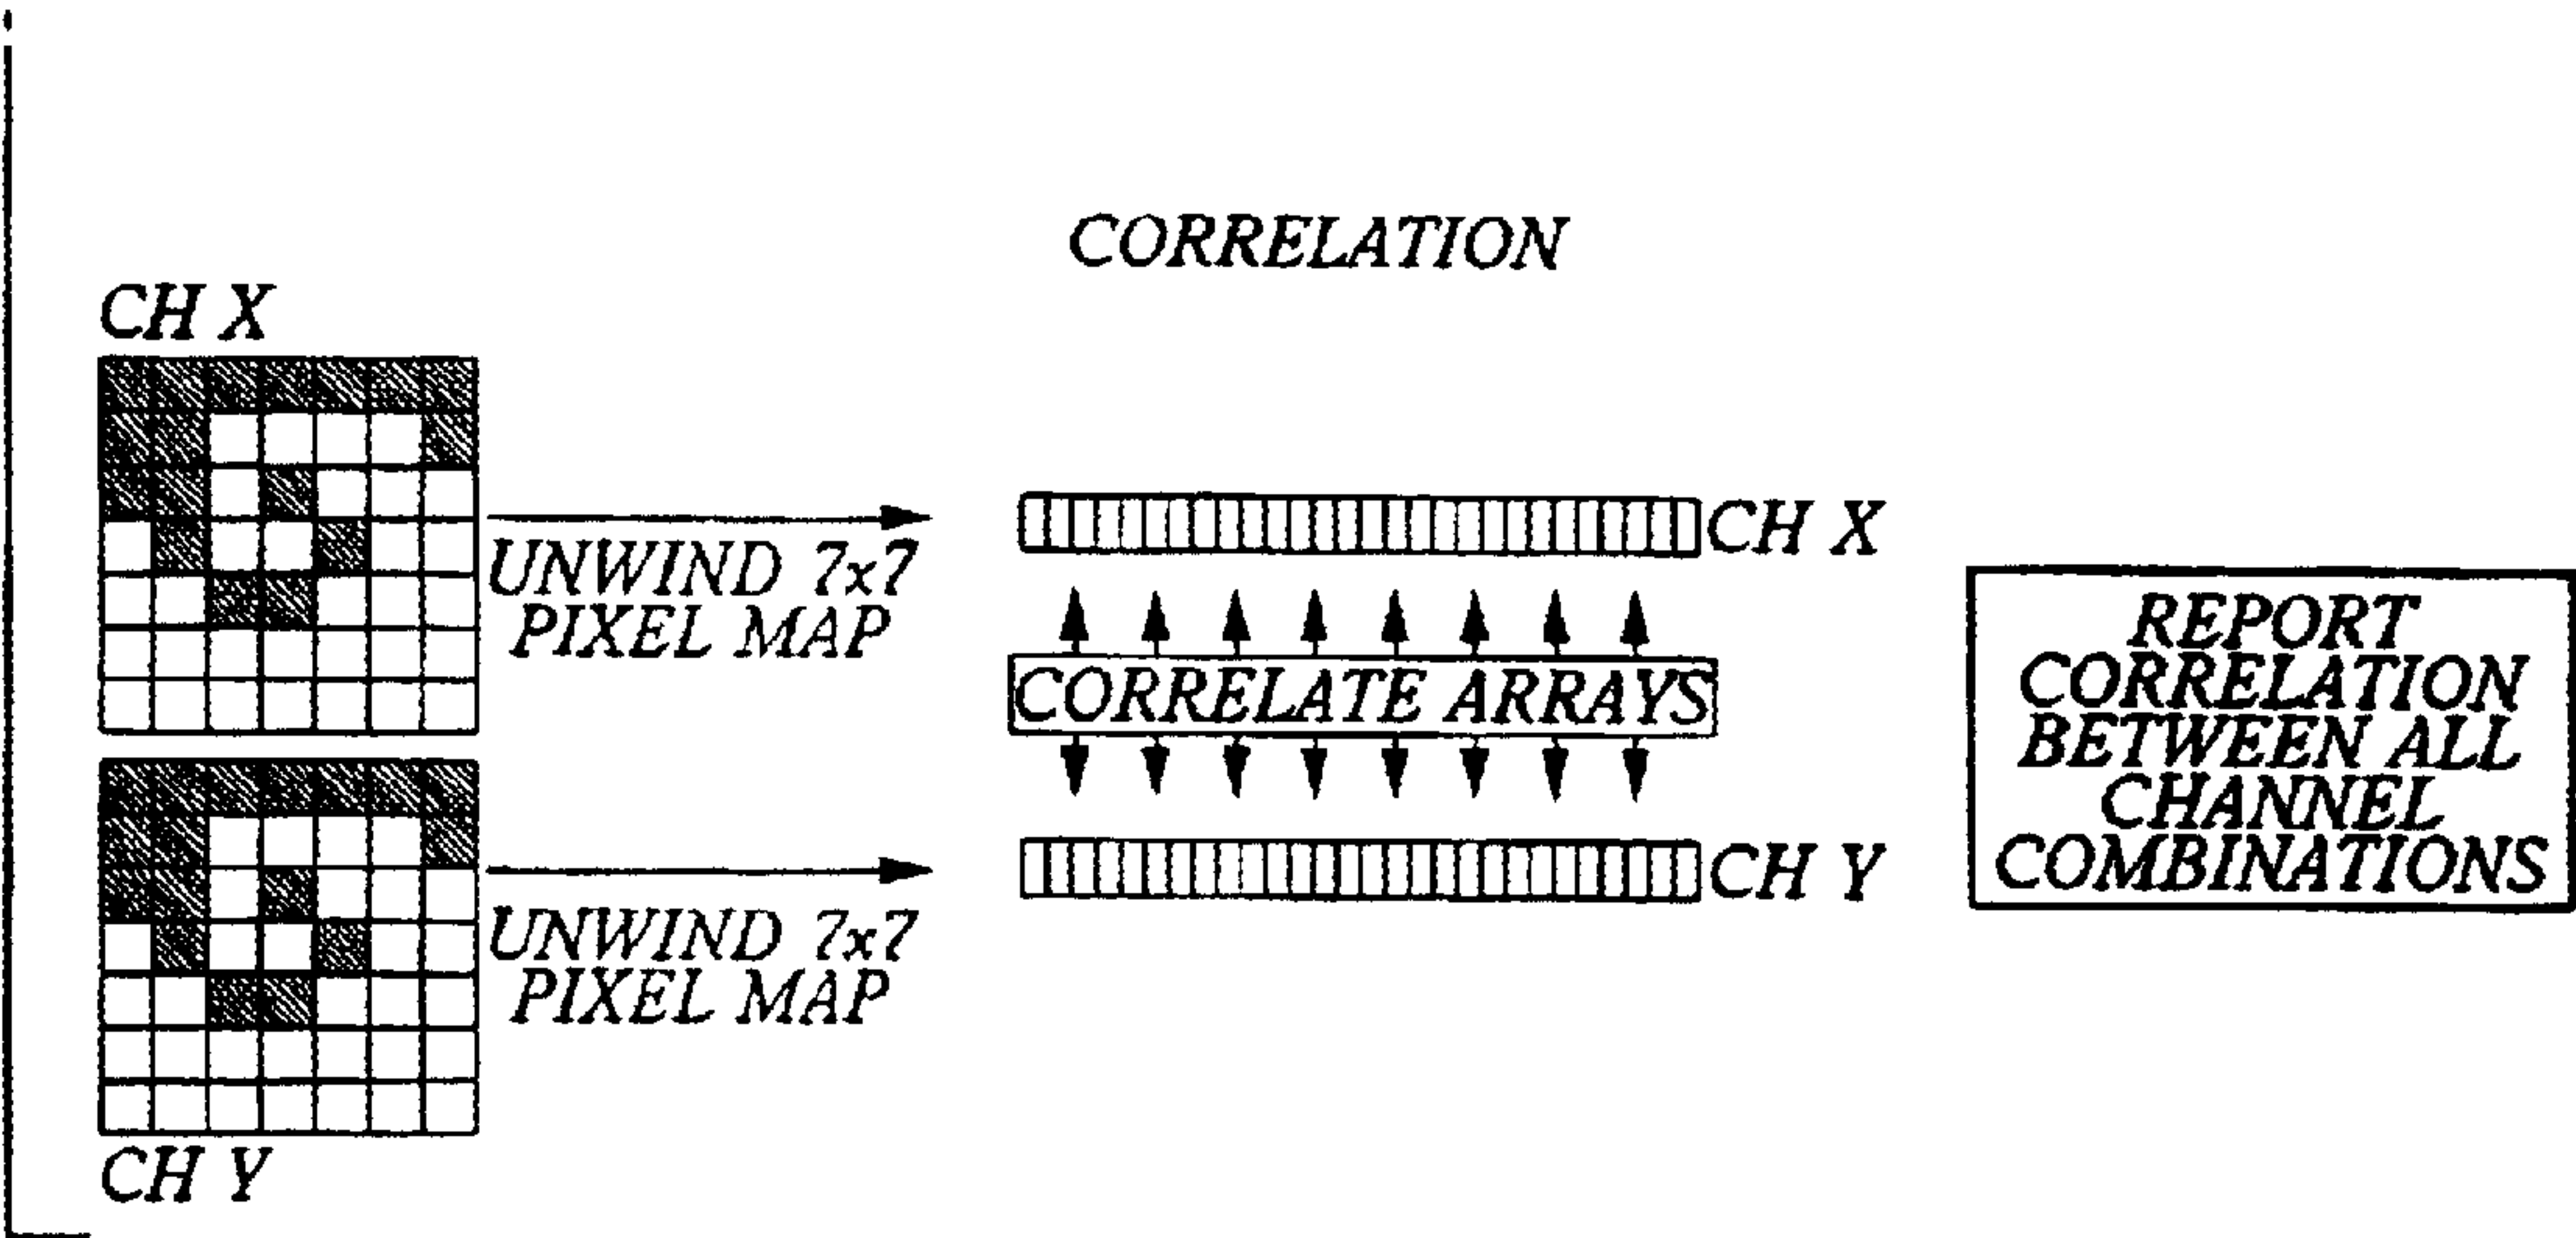 CORRELATION
CH X
UNWIND 7x7
PIXEL MAP
CH X
CORRELATE ARRAYS
CH Y
UNWIND 7x7
PIXEL MAP
CH Y
REPORT
CORRELATION
BETWEEN ALL
CHANNEL
COMBINATIONS